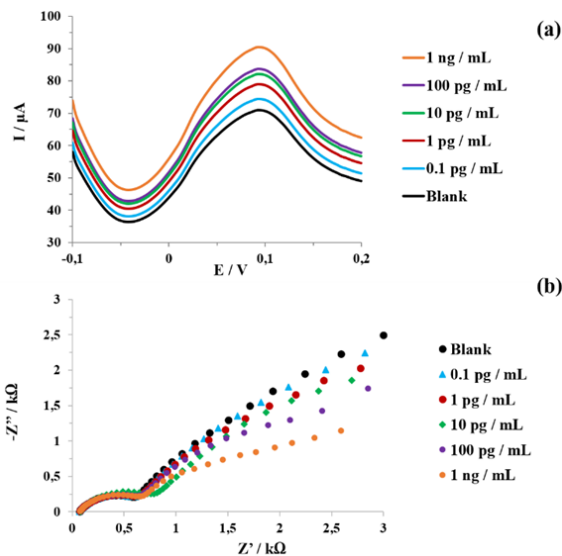 (a)
I / μA
100
90
80
70
60
50
40
30
-0,1
0
0,1
0,2
E / V
1 ng / mL
100 pg / mL
10 pg / mL
1 pg / mL
0.1 pg / mL
Blank
(b)
-Z'' / kΩ
3
2,5
2
1,5
1
0,5
0
0
0,5
1
1,5
2
2,5
3
Z' / kΩ
Blank
0.1 pg / mL
1 pg / mL
10 pg / mL
100 pg / mL
1 ng / mL